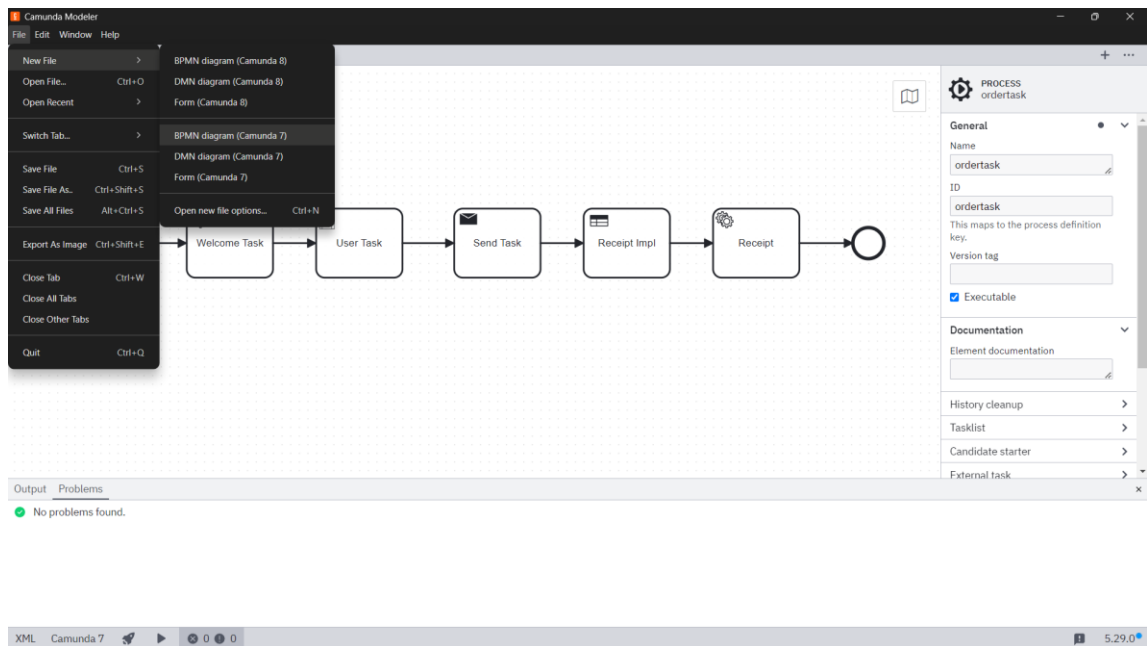 Camunda Modeler
File Edit Window Help
New File
Open File... Ctrl+O
Open Recent
Switch Tab...
Save File Ctrl+S
Save File As.. Ctrl+Shift+S
Save All Files Alt+Ctrl+S
Export As Image Ctrl+Shift+E
Close Tab Ctrl+W
Close All Tabs
Close Other Tabs
Quit Ctrl+Q
BPMN diagram (Camunda 8)
DMN diagram (Camunda 8)
Form (Camunda 8)
BPMN diagram (Camunda 7)
DMN diagram (Camunda 7)
Form (Camunda 7)
Open new file options... Ctrl+N
Welcome Task
User Task
Send Task
Receipt Impl
Receipt
PROCESS
ordertask
General
Name
ordertask
ID
ordertask
This maps to the process definition
key.
Version tag
Executable
Documentation
Element documentation
History cleanup
Tasklist
Candidate starter
External task
Output Problems
No problems found.
XML Camunda 7 0 0 5.29.0